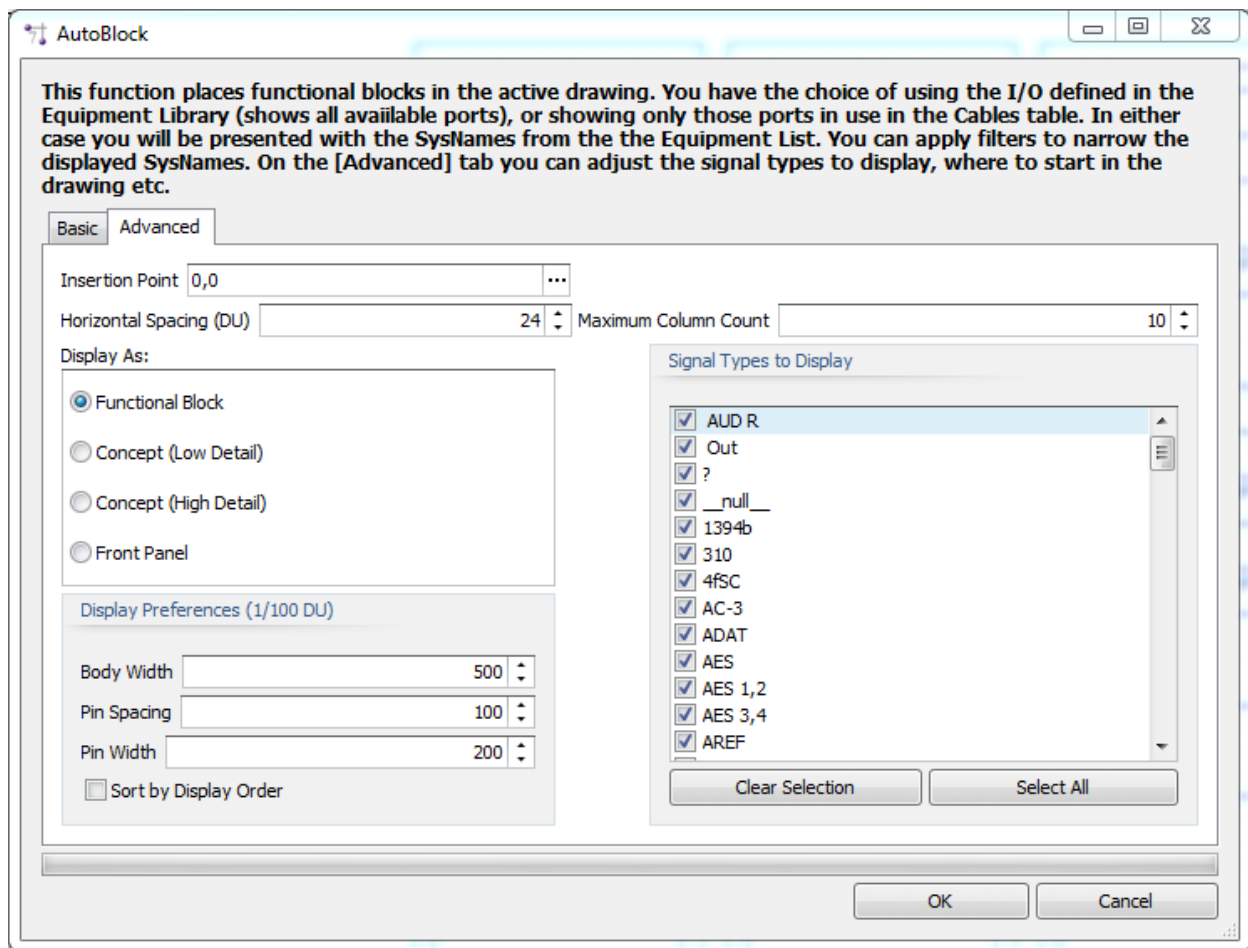 AutoBlock
This function places functional blocks in the active drawing. You have the choice of using the I/O defined in the
Equipment Library (shows all avaiilable ports), or showing only those ports in use in the Cables table. In either
case you will be presented with the SysNames from the the Equipment List. You can apply filters to narrow the
displayed SysNames. On the [Advanced] tab you can adjust the signal types to display, where to start in the
drawing etc.
Basic Advanced
Insertion Point 0,0 ...
Horizontal Spacing (DU) 24 Maximum Column Count 10
Display As:
Functional Block
Concept (Low Detail)
Concept (High Detail)
Front Panel
Display Preferences (1/100 DU)
Body Width 500
Pin Spacing 100
Pin Width 200
Sort by Display Order
Signal Types to Display
AUD R
Out
?
__null__
1394b
310
4fSC
AC-3
ADAT
AES
AES 1,2
AES 3,4
AREF
Clear Selection Select All
OK Cancel